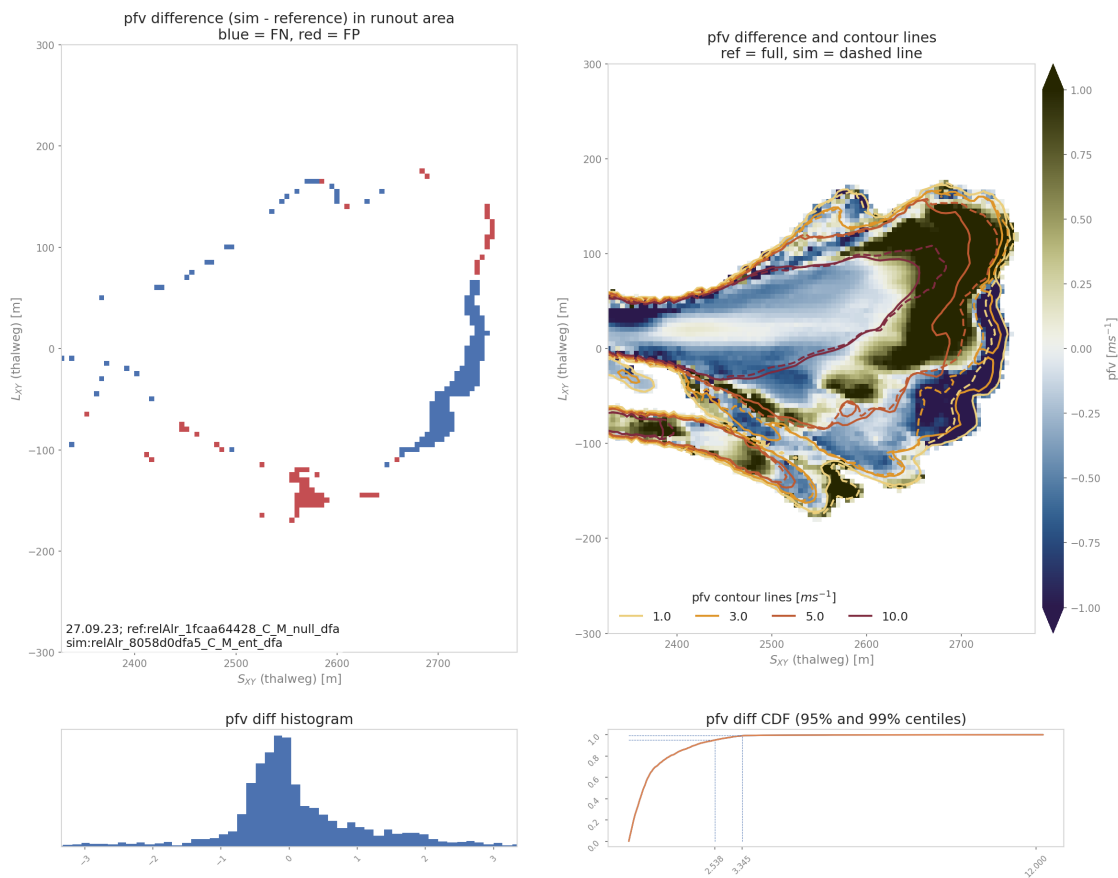 pfv difference (sim - reference) in runout area
blue = FN, red = FP
300
200
100
0
−100
−200
−300
L_XY (thalweg) [m]
27.09.23; ref:relAlr_1fcaa64428_C_M_null_dfa
sim:relAlr_8058d0dfa5_C_M_ent_dfa
2400 2500 2600 2700
S_XY (thalweg) [m]
pfv difference and contour lines
ref = full, sim = dashed line
300
200
100
0
−100
−200
−300
L_XY (thalweg) [m]
pfv contour lines [ms⁻¹]
1.0 3.0 5.0 10.0
2400 2500 2600 2700
S_XY (thalweg) [m]
1.00
0.75
0.50
0.25
0.00
−0.25
−0.50
−0.75
−1.00
pfv [ms⁻¹]
pfv diff histogram
−3 −2 −1 0 1 2 3
pfv diff CDF (95% and 99% centiles)
1.0
0.8
0.6
0.4
0.2
0.0
2.538 3.345 12.000